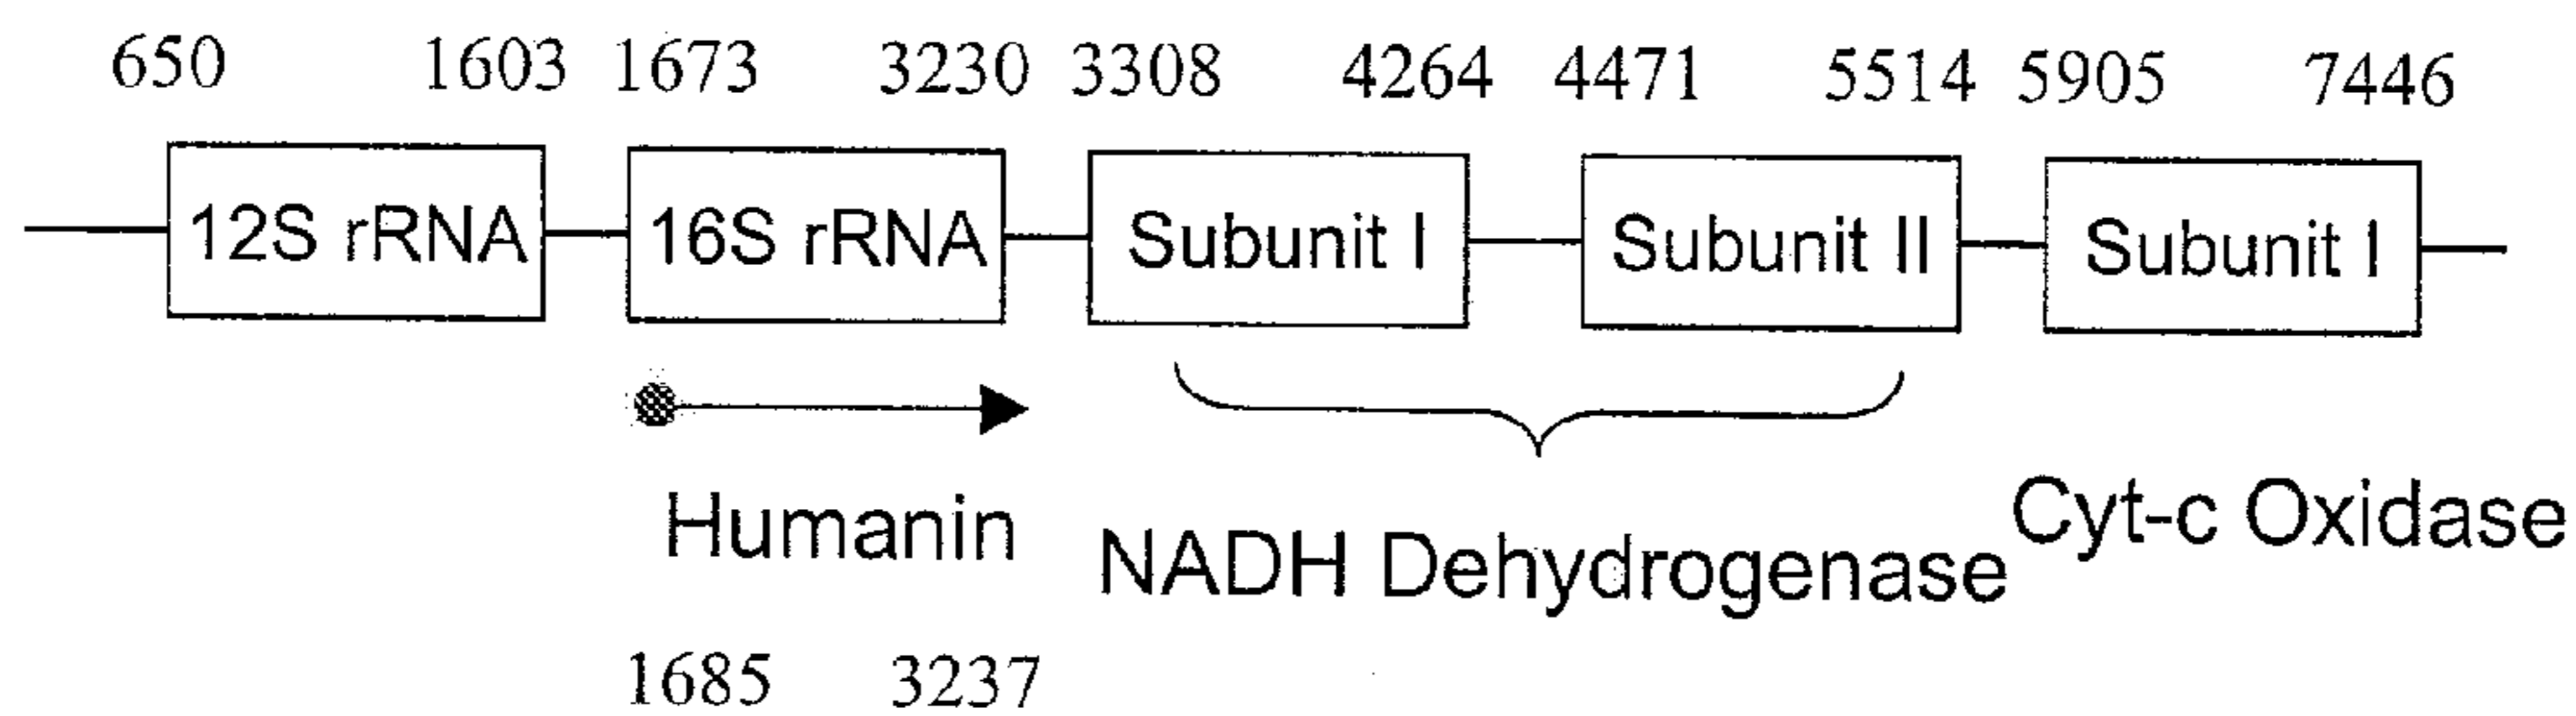 650 1603 1673 3230 3308 4264 4471 5514 5905 7446
12S rRNA 16S rRNA Subunit I Subunit II Subunit I
Humanin NADH Dehydrogenase Cyt-c Oxidase
1685 3237